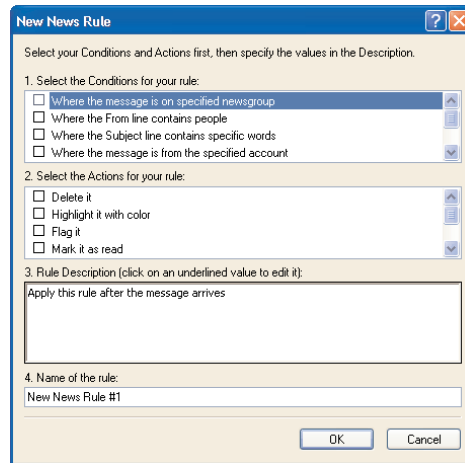 New News Rule
Select your Conditions and Actions first, then specify the values in the Description.
1. Select the Conditions for your rule:
Where the message is on specified newsgroup
Where the From line contains people
Where the Subject line contains specific words
Where the message is from the specified account
2. Select the Actions for your rule:
Delete it
Highlight it with color
Flag it
Mark it as read
3. Rule Description (click on an underlined value to edit it):
Apply this rule after the message arrives
4. Name of the rule:
New News Rule #1
OK Cancel